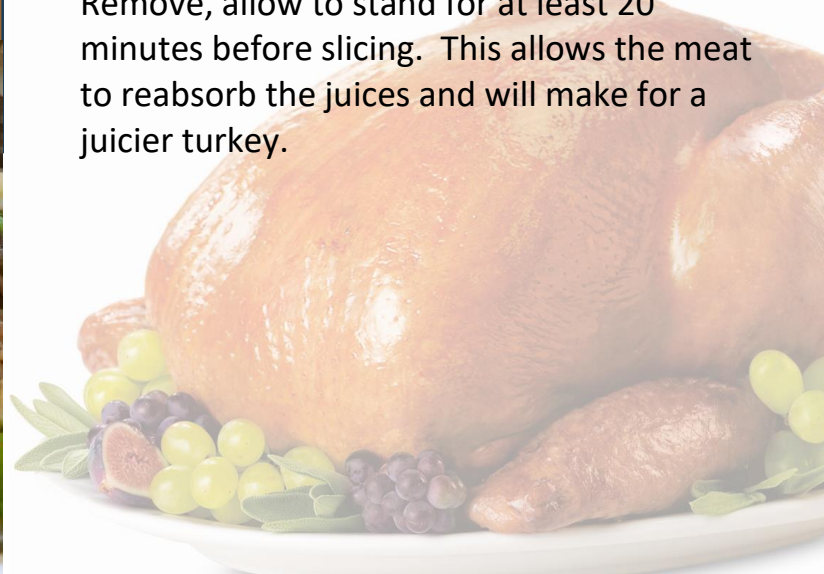 Remove, allow to stand for at least 20
minutes before slicing.  This allows the meat
to reabsorb the juices and will make for a
juicier turkey.